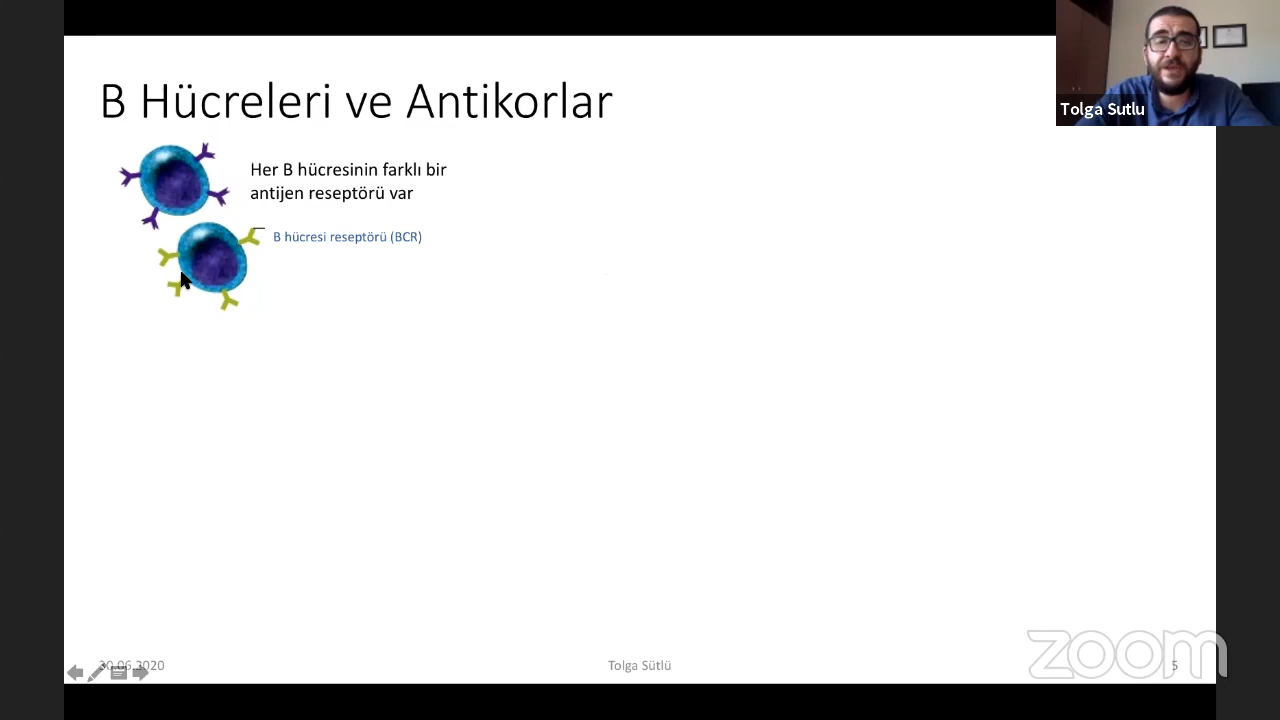 B Hücreleri ve Antikorlar
Tolga Sutlu
Her B hücresinin farklı bir
antijen reseptörü var
B hücresi reseptörü (BCR)
30.06.2020
Tolga Sütlü
5
zoom